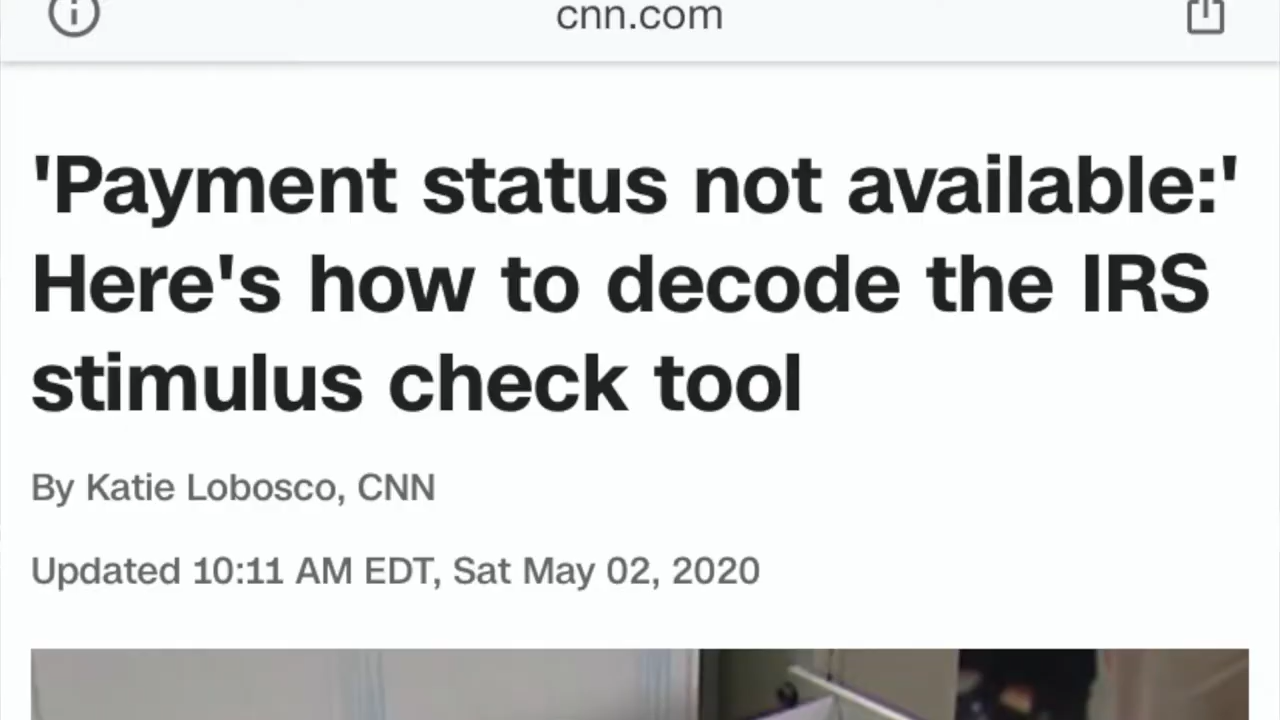 cnn.com
'Payment status not available:'
Here's how to decode the IRS
stimulus check tool
By Katie Lobosco, CNN
Updated 10:11 AM EDT, Sat May 02, 2020